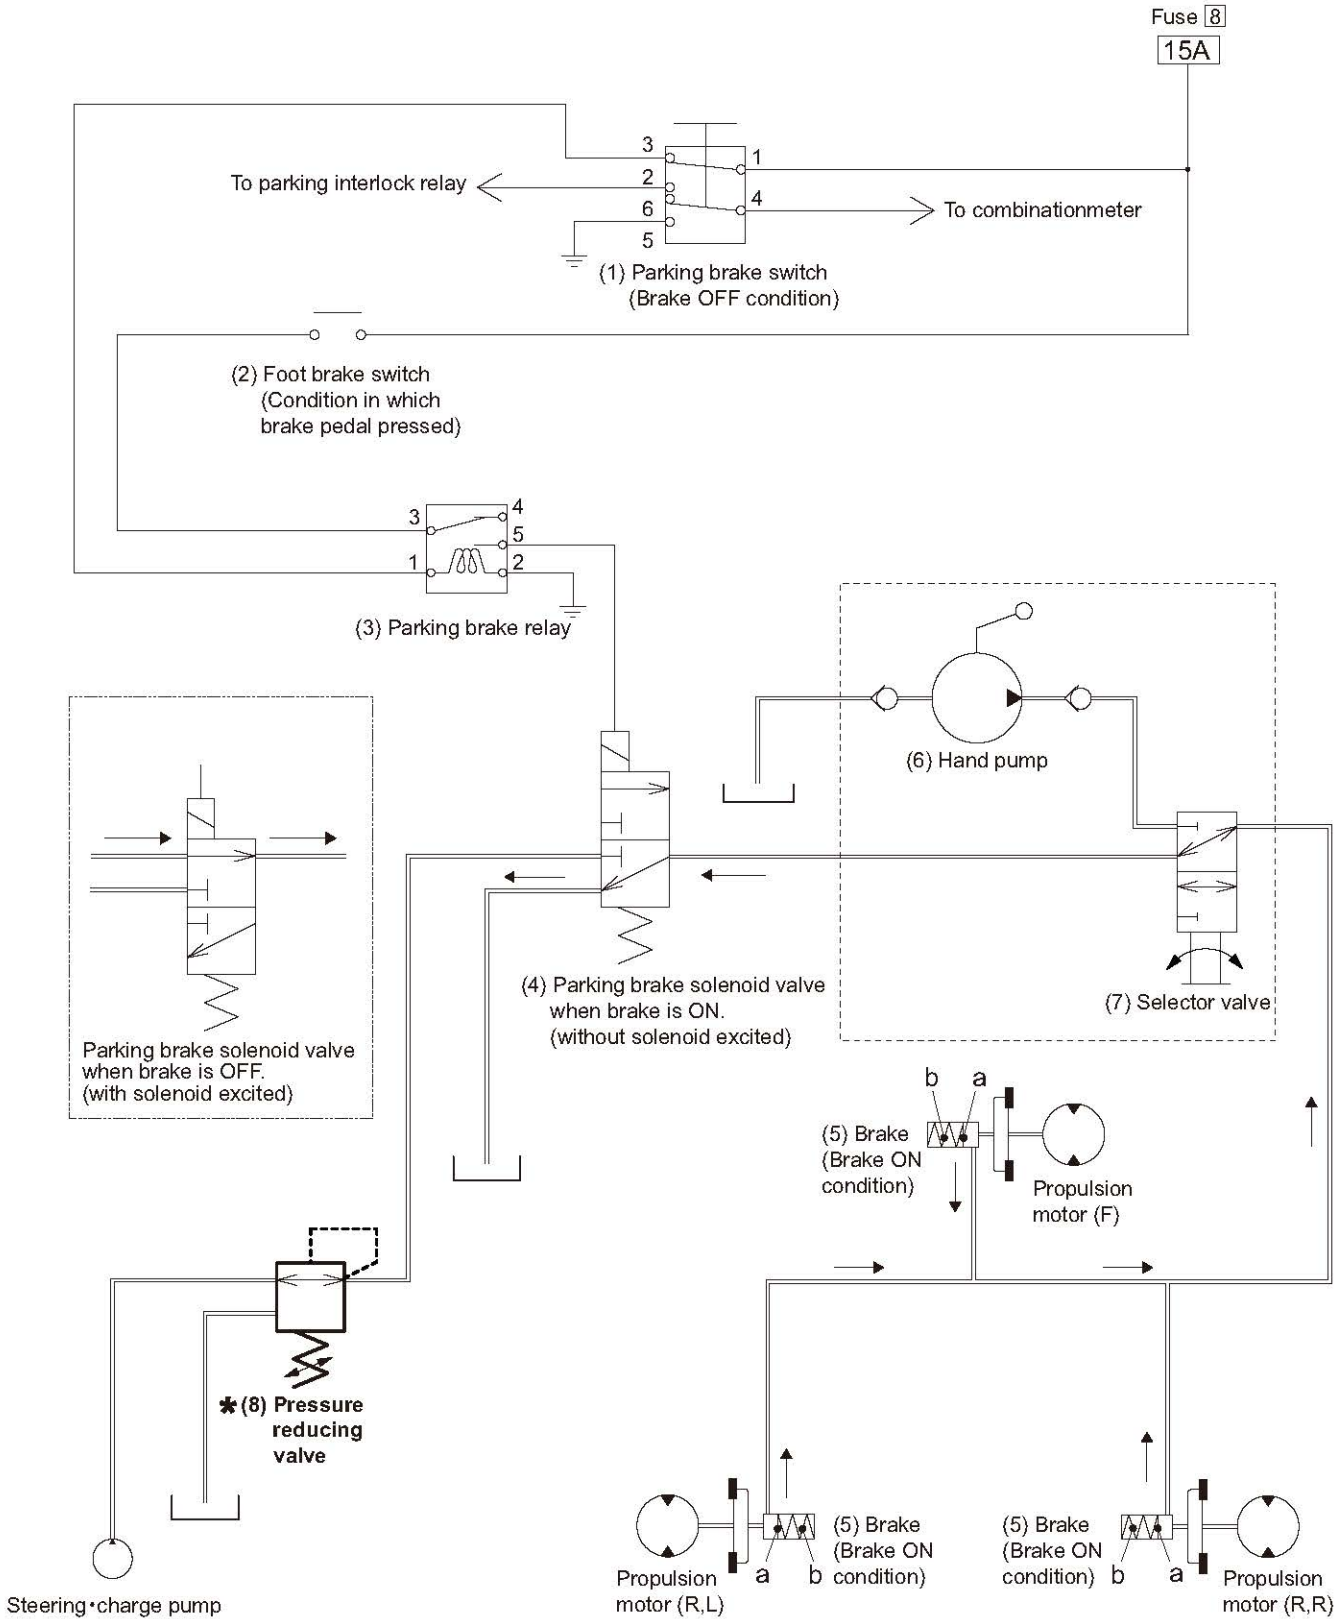 Fuse 8
15A
3
1
To parking interlock relay
2
4
6
To combinationmeter
5
(1) Parking brake switch
(Brake OFF condition)
(2) Foot brake switch
(Condition in which
brake pedal pressed)
3
4
5
1
2
(3) Parking brake relay
(6) Hand pump
(4) Parking brake solenoid valve
when brake is ON.
(without solenoid excited)
(7) Selector valve
Parking brake solenoid valve
when brake is OFF.
(with solenoid excited)
b
a
(5) Brake
(Brake ON
condition)
Propulsion
motor (F)
*(8) Pressure
reducing
valve
Steering・charge pump
Propulsion
motor (R,L)
a
b
(5) Brake
(Brake ON
condition)
(5) Brake
(Brake ON
condition)
b
a
Propulsion
motor (R,R)